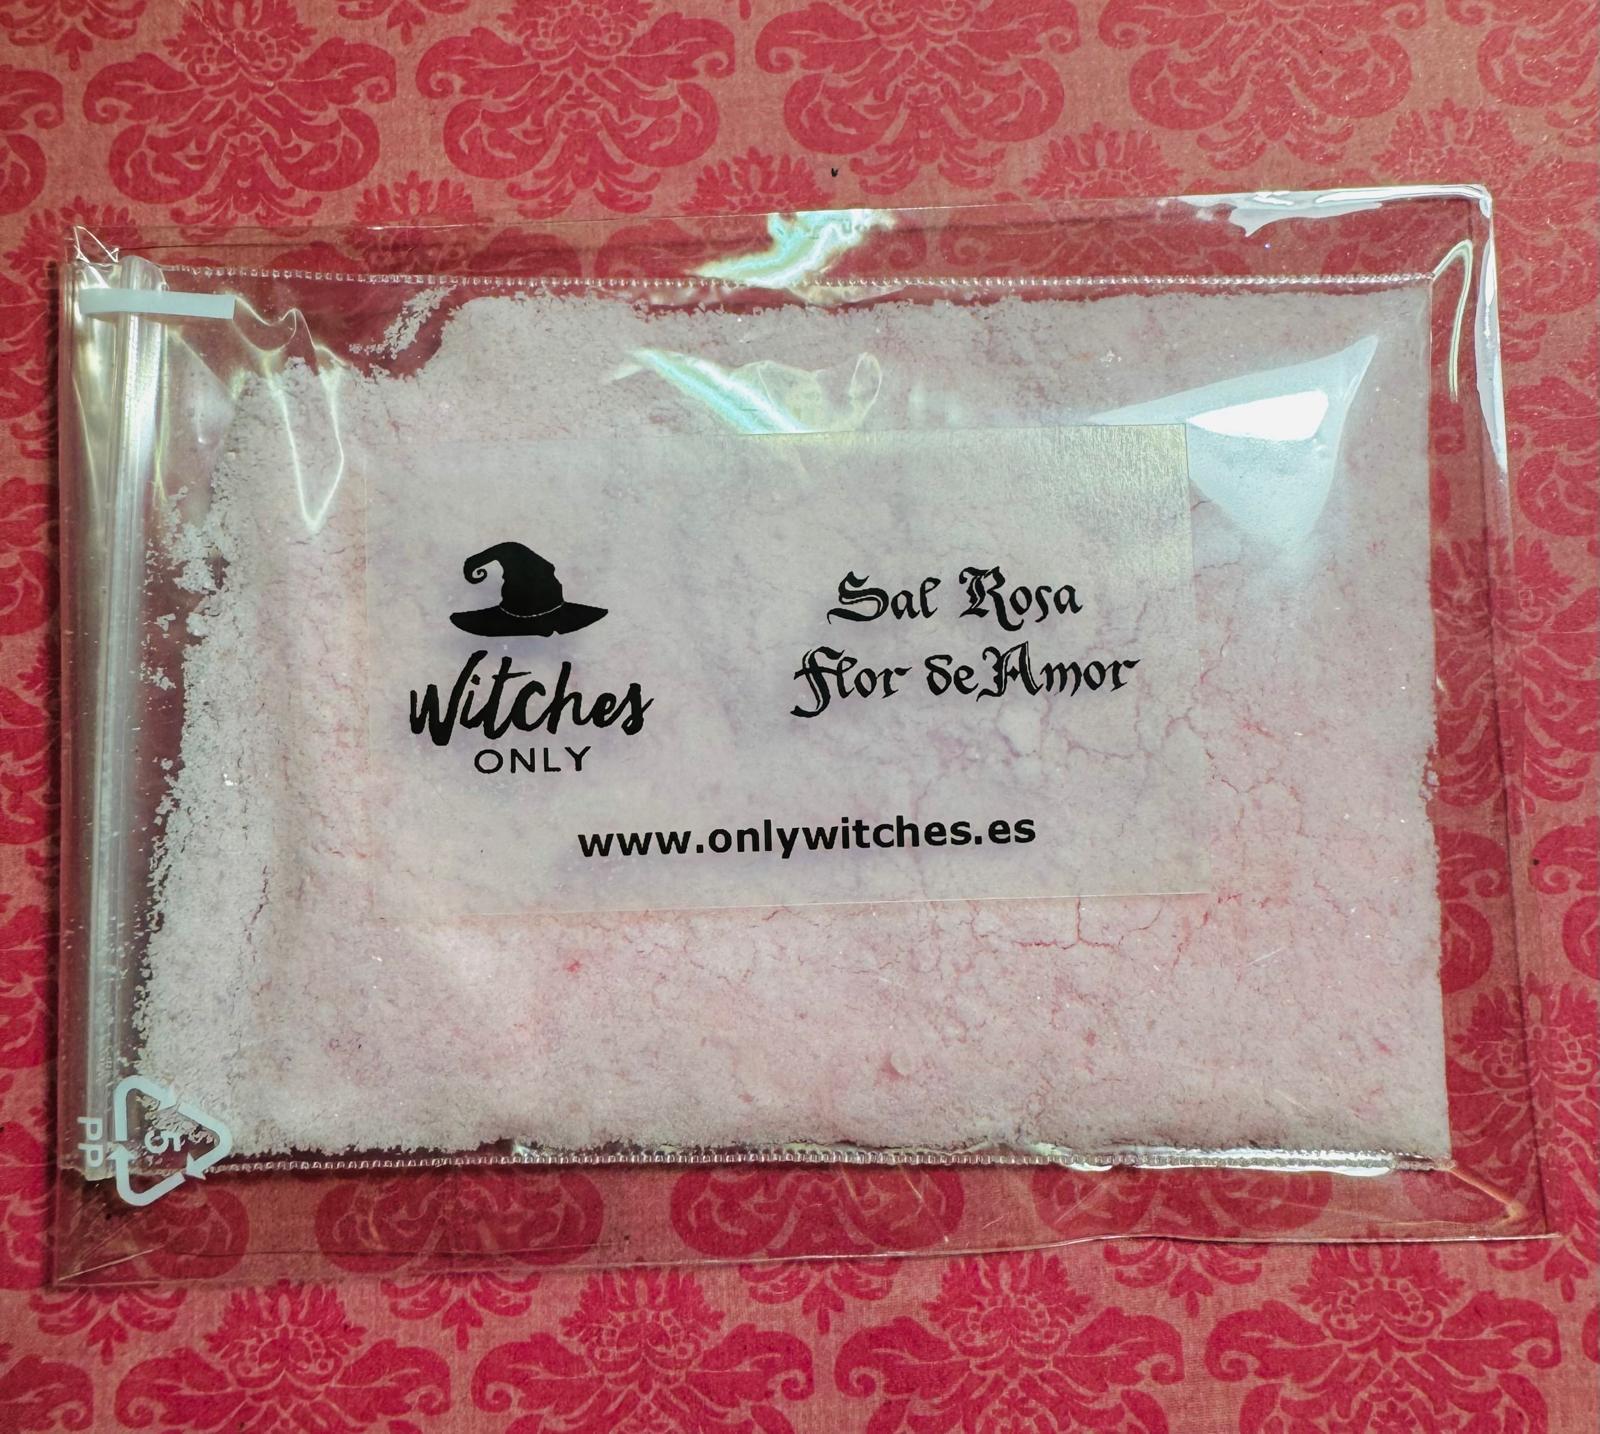 Witches
ONLY
Sal Rosa
Flor de Amor
www.onlywitches.es
5
PP